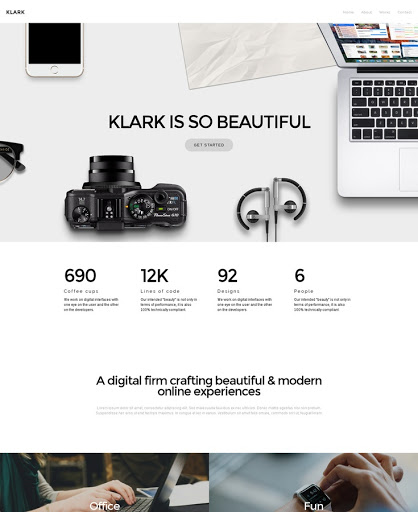 KLARK
Home About Works Contact
KLARK IS SO BEAUTIFUL
GET STARTED
PowerShot G10
690
Coffee cups
We work on digital interfaces with
one eye on the user and the other
on the developers.
12K
Lines of code
Our intended "beauty" is not only in
terms of performance, it is also
100% technically compliant.
92
Designs
We work on digital interfaces with
one eye on the user and the other
on the developers.
6
People
Our intended "beauty" is not only in
terms of performance, it is also
100% technically compliant.
A digital firm crafting beautiful & modern
online experiences
Office
Fun